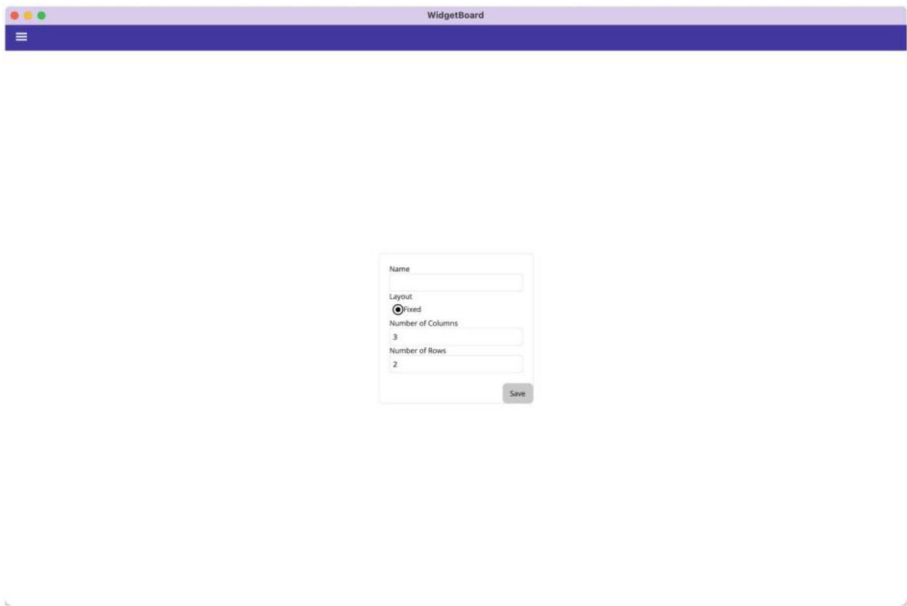 WidgetBoard
Name
Layout
Fixed
Number of Columns
3
Number of Rows
2
Save